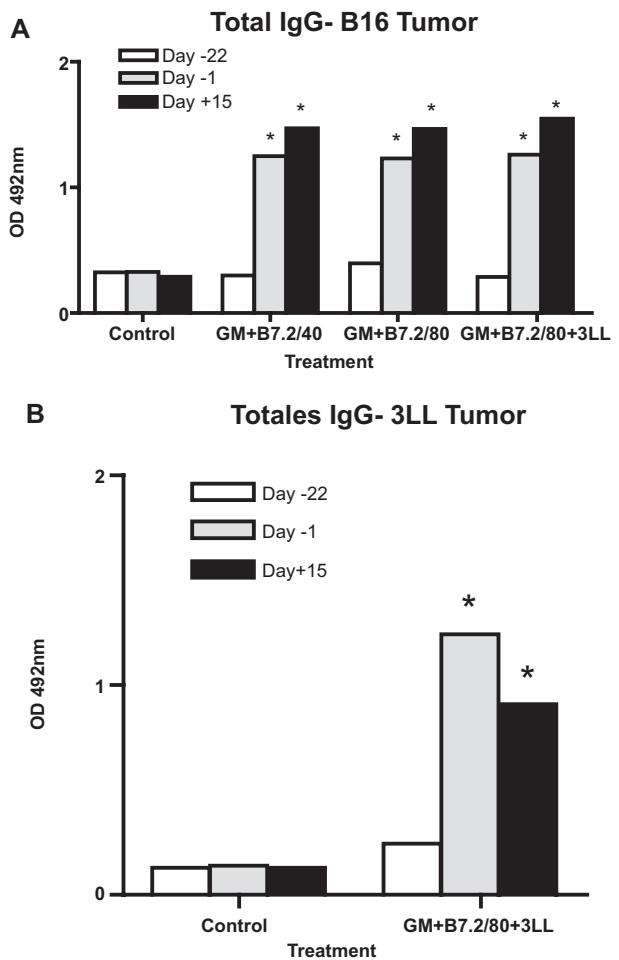 A
Total IgG- B16 Tumor
Day -22
Day -1
Day +15
2
1
0
OD 492nm
* * * * * *
Control GM+B7.2/40 GM+B7.2/80 GM+B7.2/80+3LL
Treatment
B
Totales IgG- 3LL Tumor
Day -22
Day -1
Day+15
2
1
0
OD 492nm
*
*
Control GM+B7.2/80+3LL
Treatment